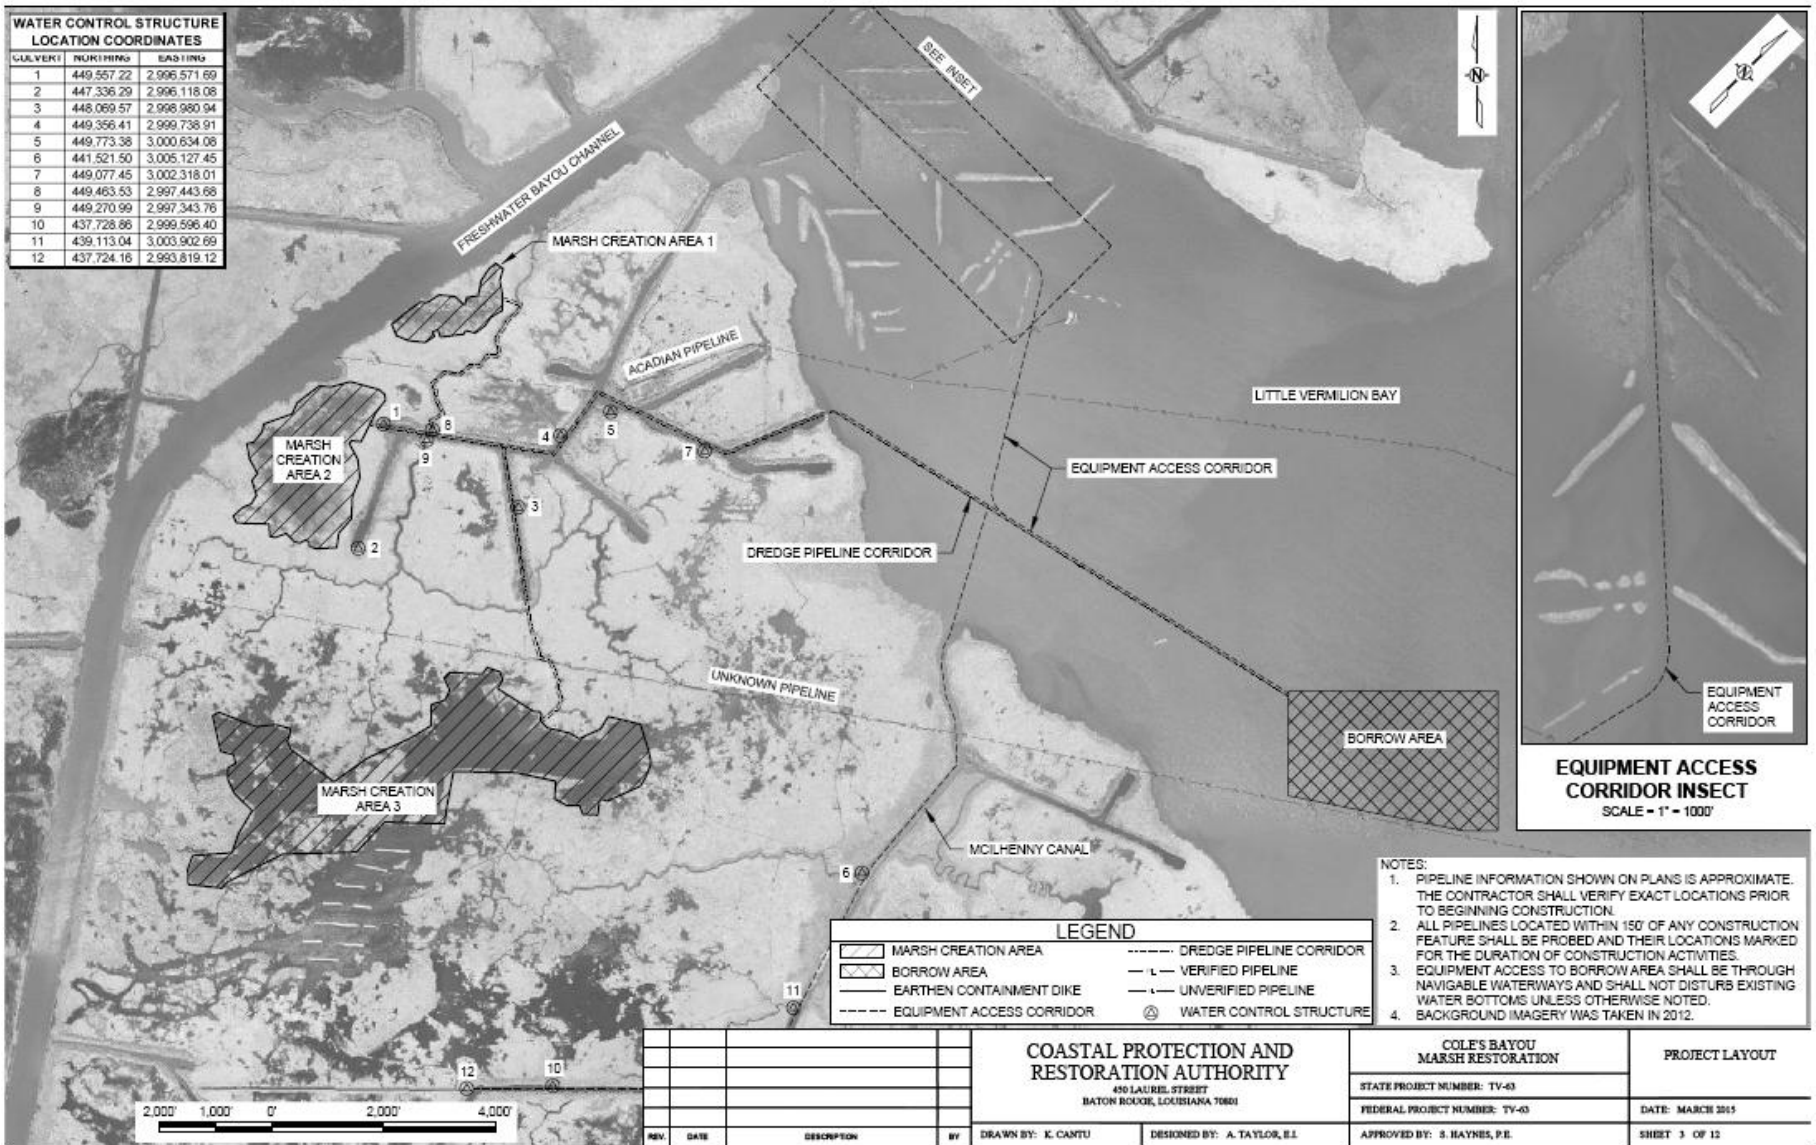 WATER CONTROL STRUCTURE
LOCATION COORDINATES
CULVERT NORTHING EASTING
1 449,557.22 2,996,571.69
2 447,336.29 2,996,118.08
3 448,069.57 2,998,980.94
4 449,356.41 2,999,738.91
5 449,773.38 3,000,634.08
6 441,521.50 3,005,127.45
7 449,077.45 3,002,318.01
8 449,463.53 2,997,443.68
9 449,270.99 2,997,343.76
10 437,728.86 2,999,596.40
11 439,113.04 3,003,902.69
12 437,724.16 2,993,819.12
SEE INSET
N
FRESHWATER BAYOU CHANNEL
MARSH CREATION AREA 1
ACADIAN PIPELINE
LITTLE VERMILION BAY
MARSH
CREATION
AREA 2
1
8
9
4
5
7
3
2
EQUIPMENT ACCESS CORRIDOR
DREDGE PIPELINE CORRIDOR
UNKNOWN PIPELINE
BORROW AREA
MARSH CREATION
AREA 3
MCILHENNY CANAL
6
11
12
10
EQUIPMENT
ACCESS
CORRIDOR
EQUIPMENT ACCESS
CORRIDOR INSECT
SCALE = 1" = 1000'
NOTES:
1. PIPELINE INFORMATION SHOWN ON PLANS IS APPROXIMATE.
THE CONTRACTOR SHALL VERIFY EXACT LOCATIONS PRIOR
TO BEGINNING CONSTRUCTION.
2. ALL PIPELINES LOCATED WITHIN 150' OF ANY CONSTRUCTION
FEATURE SHALL BE PROBED AND THEIR LOCATIONS MARKED
FOR THE DURATION OF CONSTRUCTION ACTIVITIES.
3. EQUIPMENT ACCESS TO BORROW AREA SHALL BE THROUGH
NAVIGABLE WATERWAYS AND SHALL NOT DISTURB EXISTING
WATER BOTTOMS UNLESS OTHERWISE NOTED.
4. BACKGROUND IMAGERY WAS TAKEN IN 2012.
LEGEND
MARSH CREATION AREA
DREDGE PIPELINE CORRIDOR
BORROW AREA
VERIFIED PIPELINE
EARTHEN CONTAINMENT DIKE
UNVERIFIED PIPELINE
EQUIPMENT ACCESS CORRIDOR
WATER CONTROL STRUCTURE
2,000' 1,000' 0' 2,000' 4,000'
REV. DATE DESCRIPTION BY
COASTAL PROTECTION AND
RESTORATION AUTHORITY
450 LAUREL STREET
BATON ROUGE, LOUISIANA 70801
DRAWN BY: K. CANTU
DESIGNED BY: A. TAYLOR, E.I.
COLE'S BAYOU
MARSH RESTORATION
STATE PROJECT NUMBER: TV-63
FEDERAL PROJECT NUMBER: TV-63
APPROVED BY: S. HAYNES, P.E.
PROJECT LAYOUT
DATE: MARCH 2015
SHEET 3 OF 12